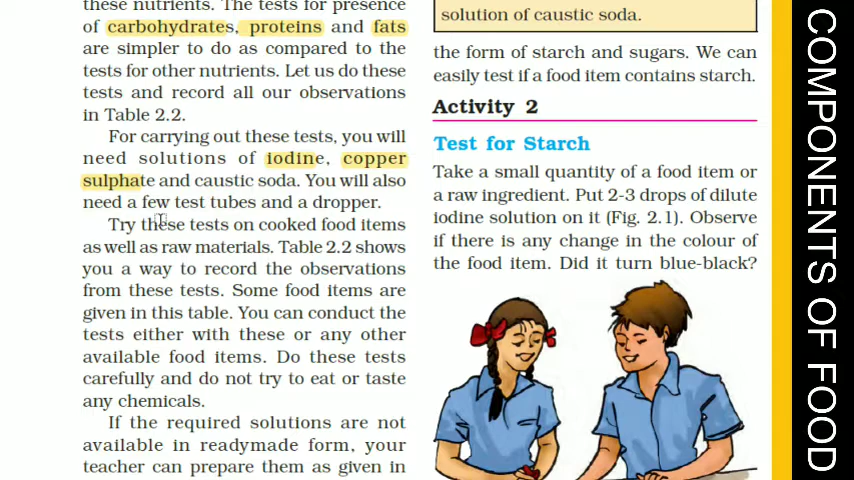 these nutrients. The tests for presence
of carbohydrates, proteins and fats
are simpler to do as compared to the
tests for other nutrients. Let us do these
tests and record all our observations
in Table 2.2.
For carrying out these tests, you will
need solutions of iodine, copper
sulphate and caustic soda. You will also
need a few test tubes and a dropper.
Try these tests on cooked food items
as well as raw materials. Table 2.2 shows
you a way to record the observations
from these tests. Some food items are
given in this table. You can conduct the
tests either with these or any other
available food items. Do these tests
carefully and do not try to eat or taste
any chemicals.
If the required solutions are not
available in readymade form, your
teacher can prepare them as given in
solution of caustic soda.
the form of starch and sugars. We can
easily test if a food item contains starch.
Activity 2
Test for Starch
Take a small quantity of a food item or
a raw ingredient. Put 2-3 drops of dilute
iodine solution on it (Fig. 2.1). Observe
if there is any change in the colour of
the food item. Did it turn blue-black?
COMPONENTS OF FOOD